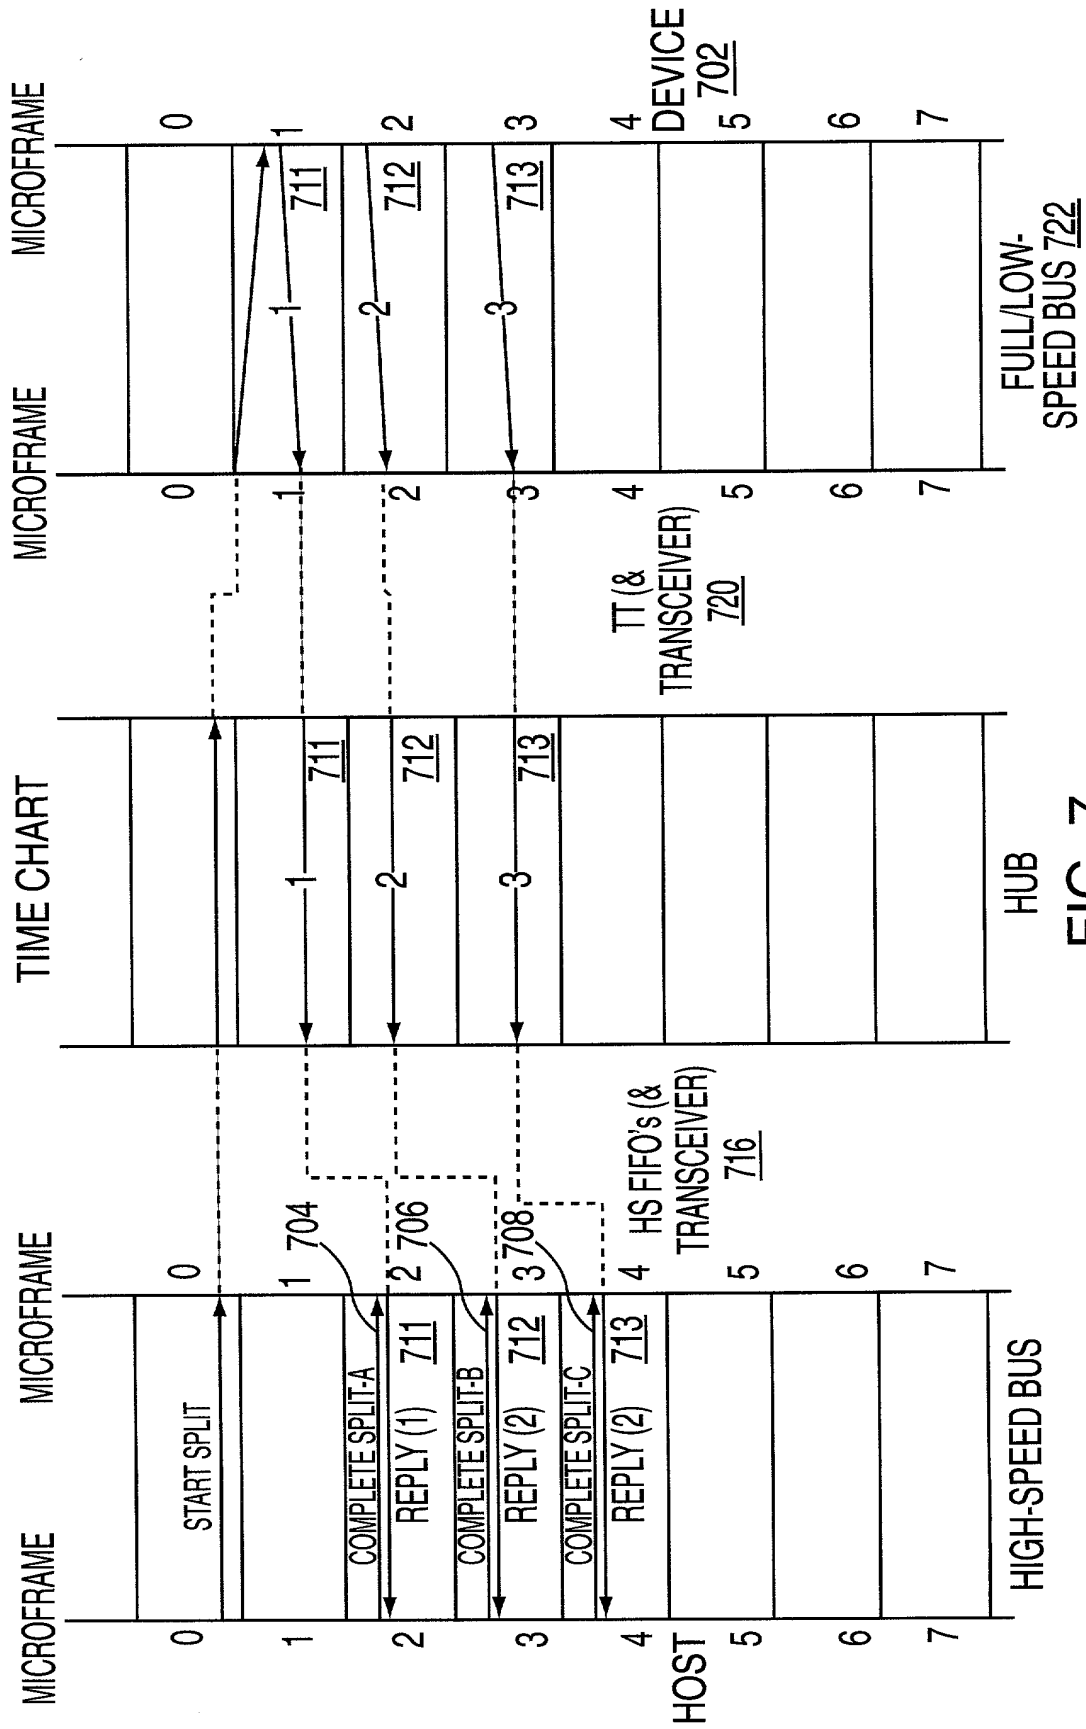 TIME CHART
MICROFRAME
MICROFRAME
MICROFRAME
MICROFRAME
HOST
0
1
2
3
4
5
6
7
START SPLIT
COMPLETE SPLIT-A
REPLY (1)
711
COMPLETE SPLIT-B
REPLY (2)
712
COMPLETE SPLIT-C
REPLY (2)
713
704
706
708
0
1
2
3
4
5
6
7
HIGH-SPEED BUS
HS FIFO's (&
TRANSCEIVER)
716
1
711
2
712
3
713
HUB
TT (&
TRANSCEIVER)
720
0
1
2
3
4
5
6
7
1
711
2
712
3
713
0
1
2
3
4
5
6
7
DEVICE
702
FULL/LOW-
SPEED BUS 722
FIG. 7